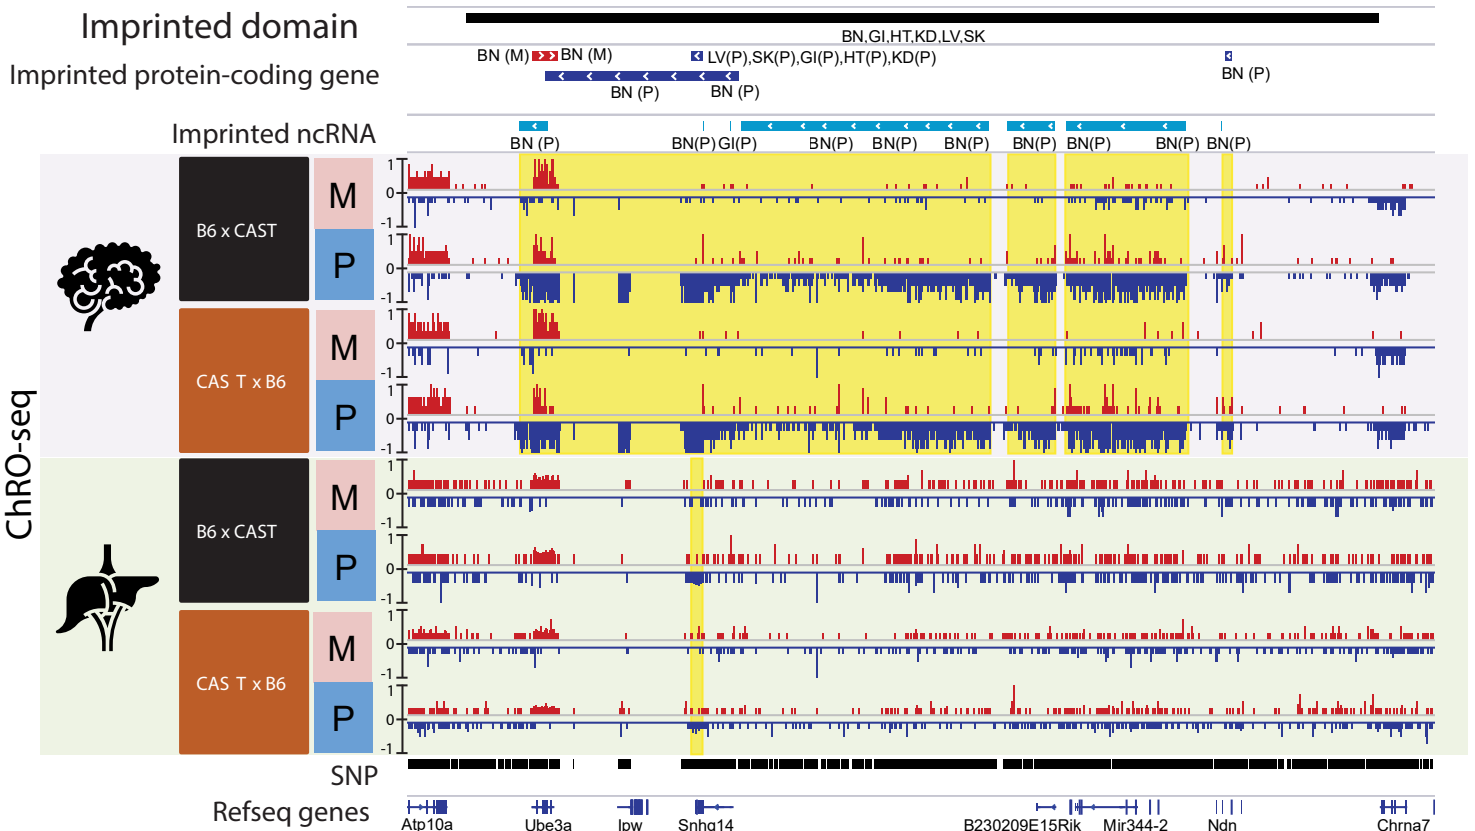 Imprinted domain
BN,GI,HT,KD,LV,SK
BN (M) BN (M) LV(P),SK(P),GI(P),HT(P),KD(P)
Imprinted protein-coding gene
BN (P) BN (P) BN (P)
Imprinted ncRNA
BN (P) BN(P) GI(P) BN(P) BN(P) BN(P) BN(P) BN(P) BN(P) BN(P)
ChRO-seq
B6 x CAST
M
1
0
-1
P
1
0
-1
CAS T x B6
M
1
0
-1
P
1
0
-1
B6 x CAST
M
1
0
-1
P
1
0
-1
CAS T x B6
M
1
0
-1
P
1
0
-1
SNP
Refseq genes
Atp10a Ube3a Ipw Snhg14 B230209E15Rik Mir344-2 Ndn Chrna7